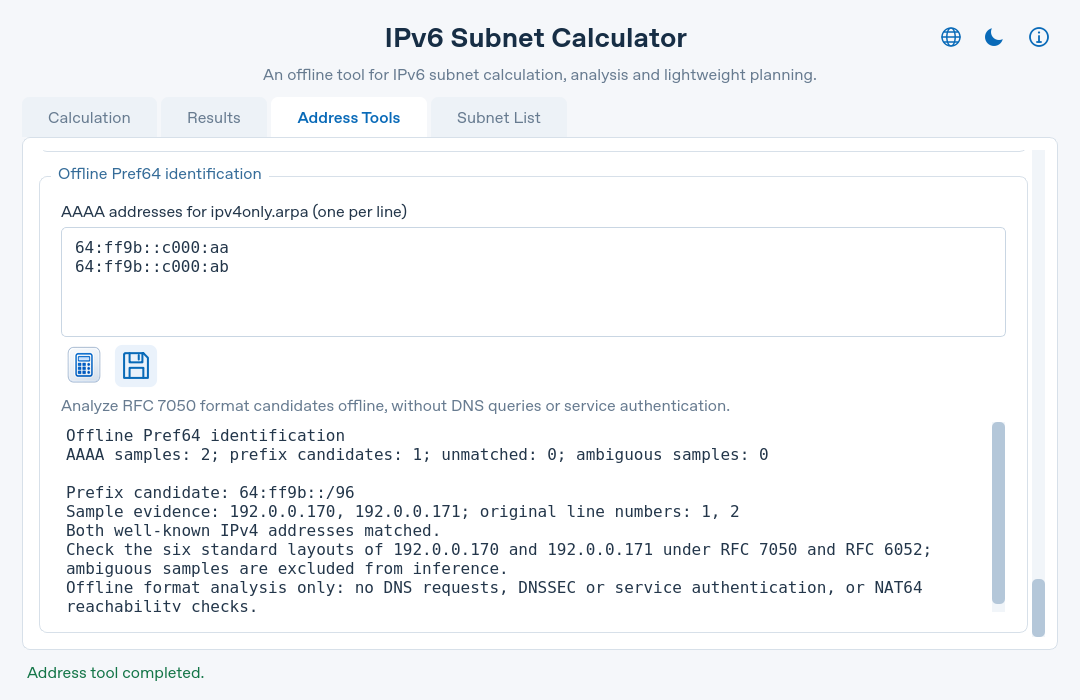 IPv6 Subnet Calculator
An offline tool for IPv6 subnet calculation, analysis and lightweight planning.
Calculation
Results
Address Tools
Subnet List
Offline Pref64 identification
AAAA addresses for ipv4only.arpa (one per line)
64:ff9b::c000:aa
64:ff9b::c000:ab
Analyze RFC 7050 format candidates offline, without DNS queries or service authentication.
Offline Pref64 identification
AAAA samples: 2; prefix candidates: 1; unmatched: 0; ambiguous samples: 0
Prefix candidate: 64:ff9b::/96
Sample evidence: 192.0.0.170, 192.0.0.171; original line numbers: 1, 2
Both well-known IPv4 addresses matched.
Check the six standard layouts of 192.0.0.170 and 192.0.0.171 under RFC 7050 and RFC 6052;
ambiguous samples are excluded from inference.
Offline format analysis only: no DNS requests, DNSSEC or service authentication, or NAT64
reachability checks.
Address tool completed.